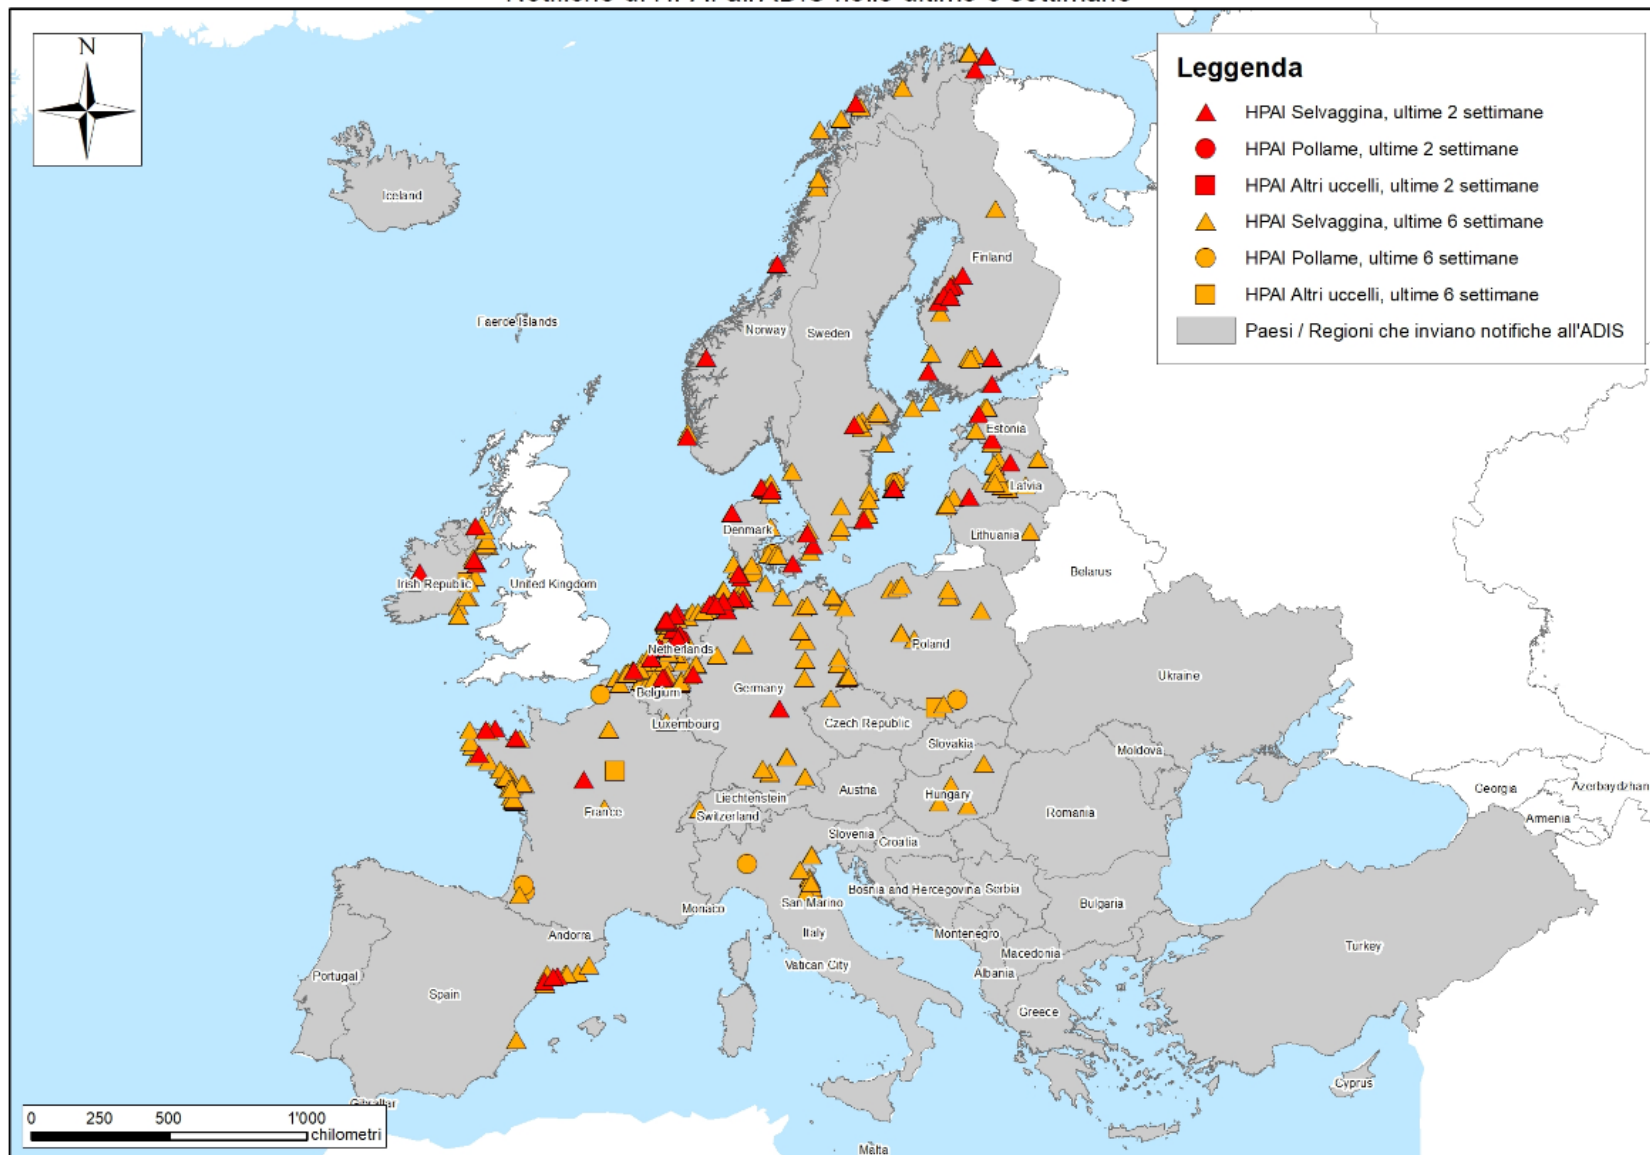 N
Leggenda
HPAI Selvaggina, ultime 2 settimane
HPAI Pollame, ultime 2 settimane
HPAI Altri uccelli, ultime 2 settimane
HPAI Selvaggina, ultime 6 settimane
HPAI Pollame, ultime 6 settimane
HPAI Altri uccelli, ultime 6 settimane
Paesi / Regioni che inviano notifiche all'ADIS
Iceland
Finland
Faeroe Islands
Norway
Sweden
Estonia
Latvia
Denmark
Lithuania
Belarus
Irish Republic
United Kingdom
Netherlands
Poland
Ukraine
Belgium
Germany
Luxembourg
Czech Republic
Slovakia
Moldova
Liechtenstein
Austria
Hungary
Georgia
Azerbaydzhan
France
Switzerland
Romania
Armenia
Slovenia
Croatia
Bosnia and Hercegovina
Serbia
San Marino
Monaco
Bulgaria
Italy
Andorra
Montenegro
Turkey
Macedonia
Vatican City
Albania
Portugal
Spain
Greece
Cyprus
Gibraltar
0 250 500 1'000
chilometri
Malta